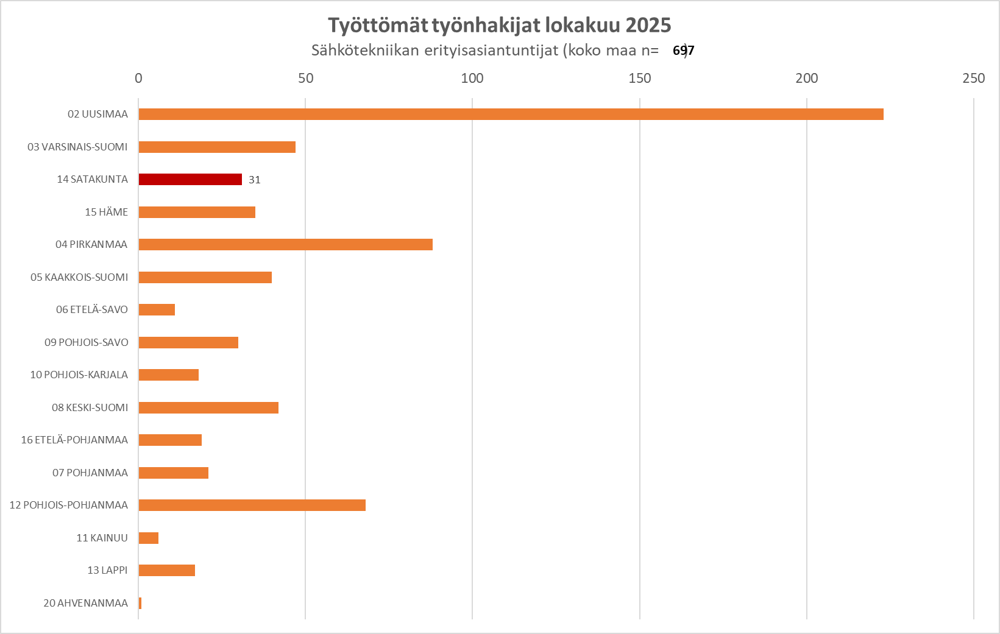 Työttömät työnhakijat lokakuu 2025
Sähkötekniikan erityisasiantuntijat (koko maa n= 697)
0 50 100 150 200 250
02 UUSIMAA
03 VARSINAIS-SUOMI
14 SATAKUNTA 31
15 HÄME
04 PIRKANMAA
05 KAAKKOIS-SUOMI
06 ETELÄ-SAVO
09 POHJOIS-SAVO
10 POHJOIS-KARJALA
08 KESKI-SUOMI
16 ETELÄ-POHJANMAA
07 POHJANMAA
12 POHJOIS-POHJANMAA
11 KAINUU
13 LAPPI
20 AHVENANMAA